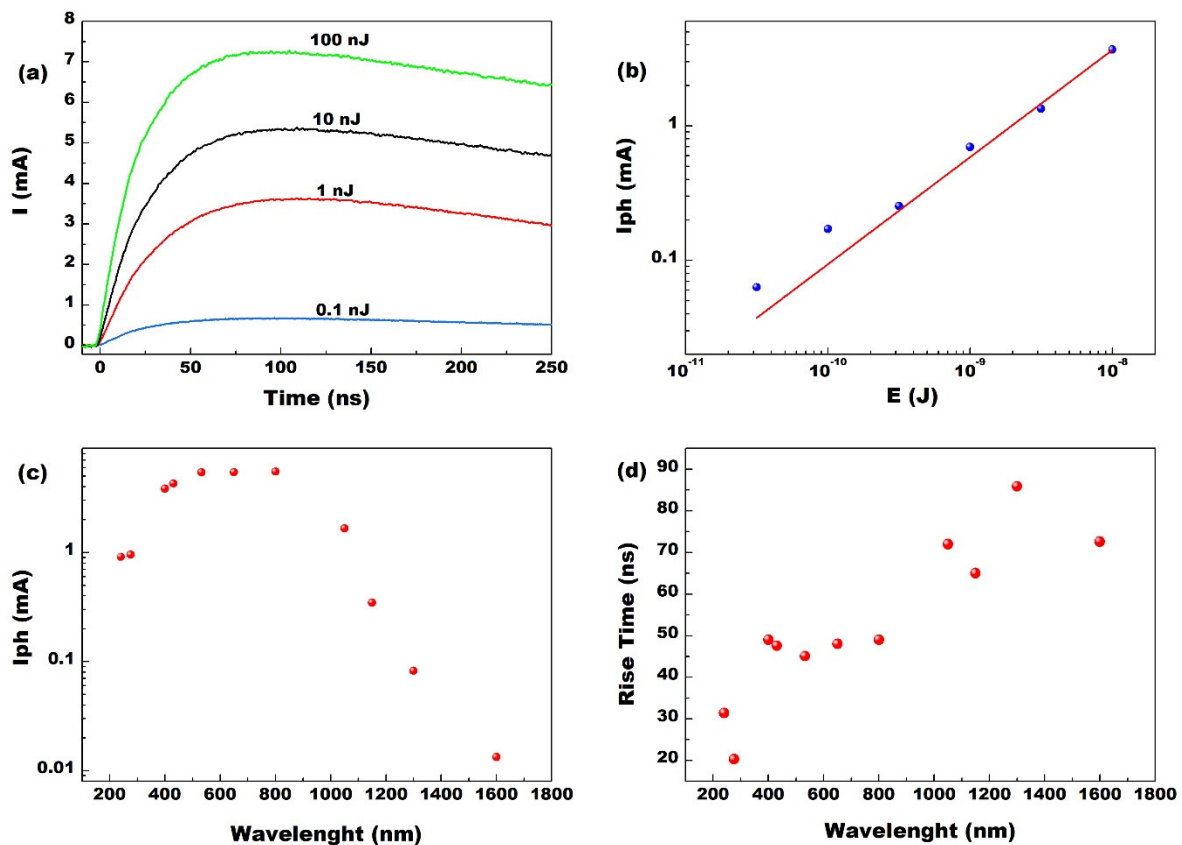 (a)
I (mA)
8
7
6
5
4
3
2
1
0
100 nJ
10 nJ
1 nJ
0.1 nJ
0 50 100 150 200 250
Time (ns)
(b)
Iph (mA)
1
0.1
10⁻¹¹ 10⁻¹⁰ 10⁻⁹ 10⁻⁸
E (J)
(c)
Iph (mA)
1
0.1
0.01
200 400 600 800 1000 1200 1400 1600 1800
Wavelenght (nm)
(d)
Rise Time (ns)
90
80
70
60
50
40
30
20
200 400 600 800 1000 1200 1400 1600 1800
Wavelenght (nm)